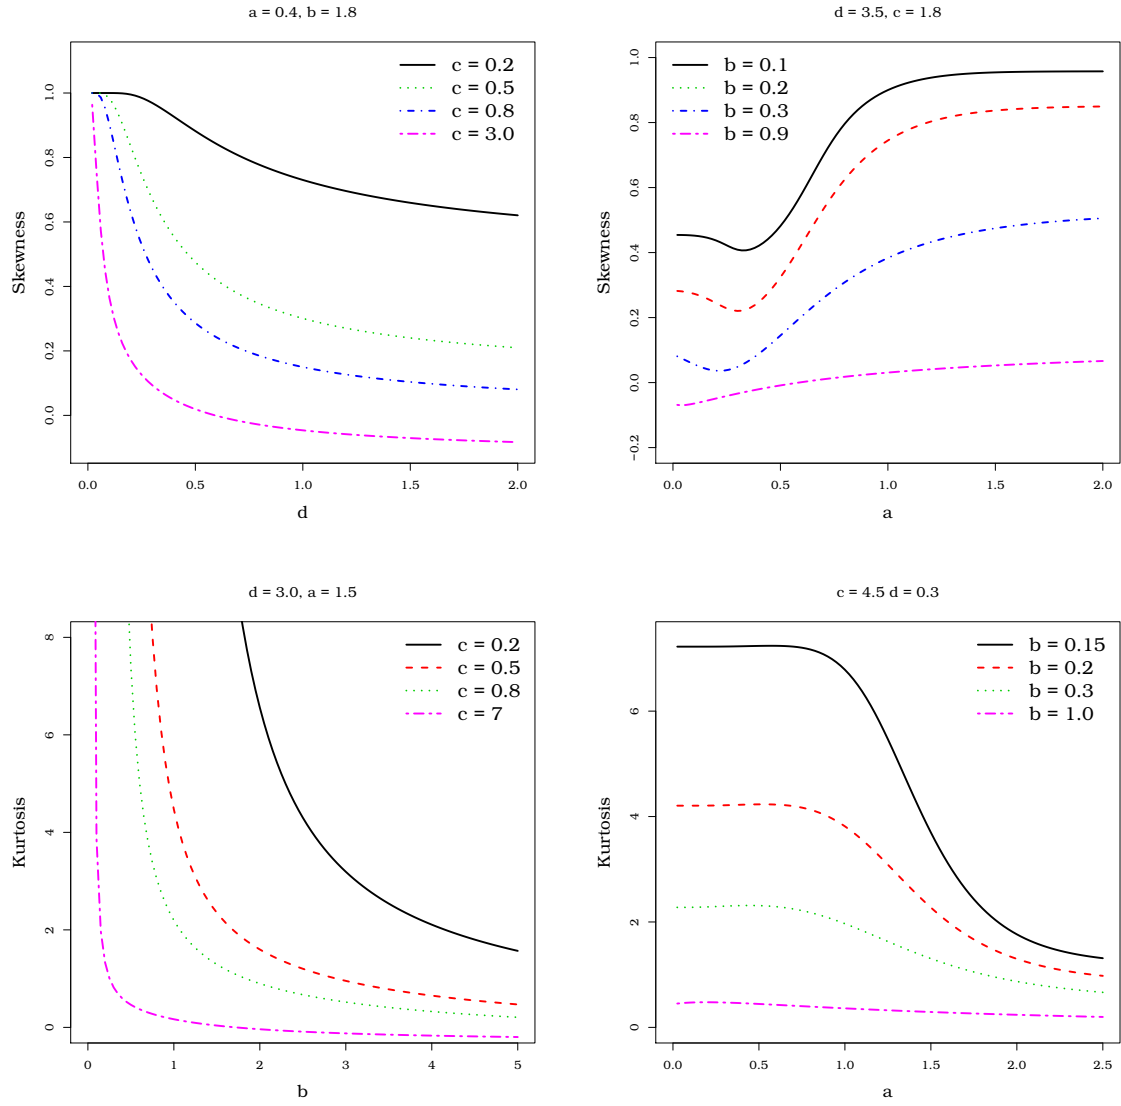 a = 0.4, b = 1.8
c = 0.2
c = 0.5
c = 0.8
c = 3.0
Skewness
0.0
0.2
0.4
0.6
0.8
1.0
0.0 0.5 1.0 1.5 2.0
d
d = 3.5, c = 1.8
b = 0.1
b = 0.2
b = 0.3
b = 0.9
Skewness
−0.2
0.0
0.2
0.4
0.6
0.8
1.0
0.0 0.5 1.0 1.5 2.0
a
d = 3.0, a = 1.5
c = 0.2
c = 0.5
c = 0.8
c = 7
Kurtosis
0
2
4
6
8
0 1 2 3 4 5
b
c = 4.5 d = 0.3
b = 0.15
b = 0.2
b = 0.3
b = 1.0
Kurtosis
0
2
4
6
0.0 0.5 1.0 1.5 2.0 2.5
a